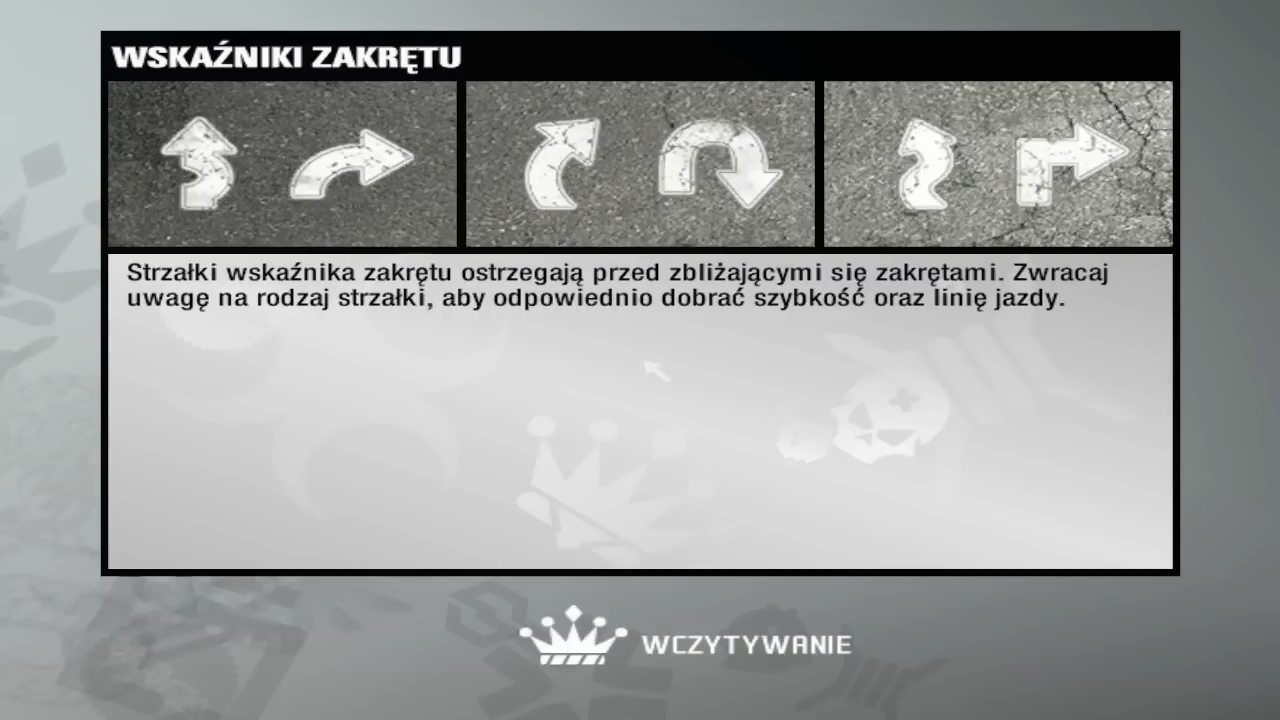 WSKAŹNIKI ZAKRĘTU
Strzałki wskaźnika zakrętu ostrzegają przed zbliżającymi się zakrętami. Zwracaj
uwagę na rodzaj strzałki, aby odpowiednio dobrać szybkość oraz linię jazdy.
WCZYTYWANIE